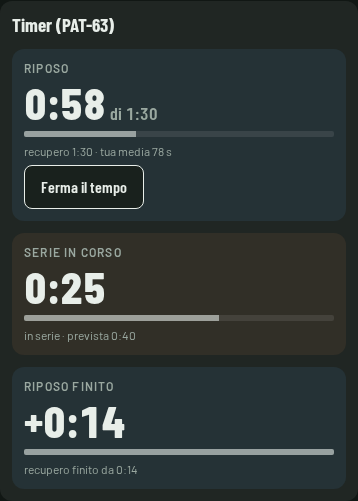 Timer (PAT-63)
RIPOSO
0:58 di 1:30
recupero 1:30 · tua media 78 s
Ferma il tempo
SERIE IN CORSO
0:25
in serie · prevista 0:40
RIPOSO FINITO
+0:14
recupero finito da 0:14